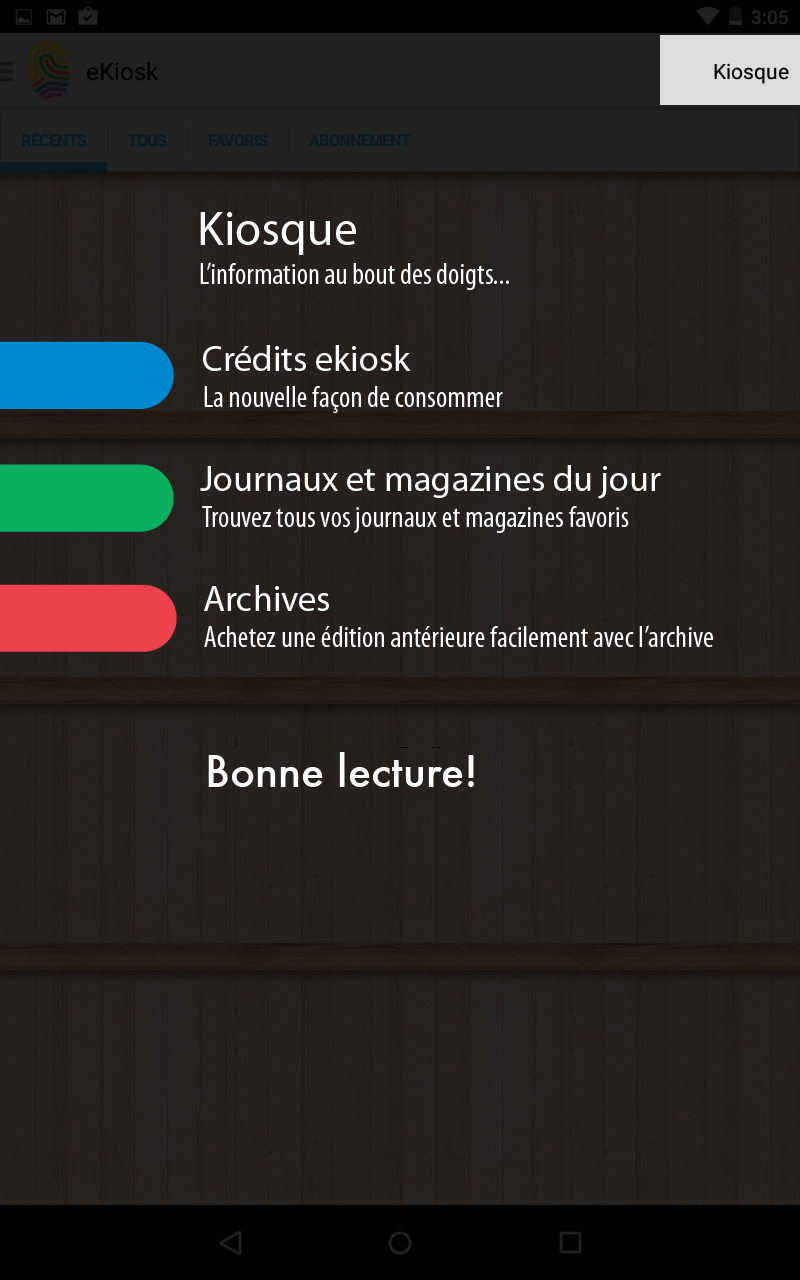 3:05
eKiosk
Kiosque
RÉCENTS TOUS FAVORIS ABONNEMENT
Kiosque
L'information au bout des doigts...
Crédits ekiosk
La nouvelle façon de consommer
Journaux et magazines du jour
Trouvez tous vos journaux et magazines favoris
Archives
Achetez une édition antérieure facilement avec l'archive
Bonne lecture!